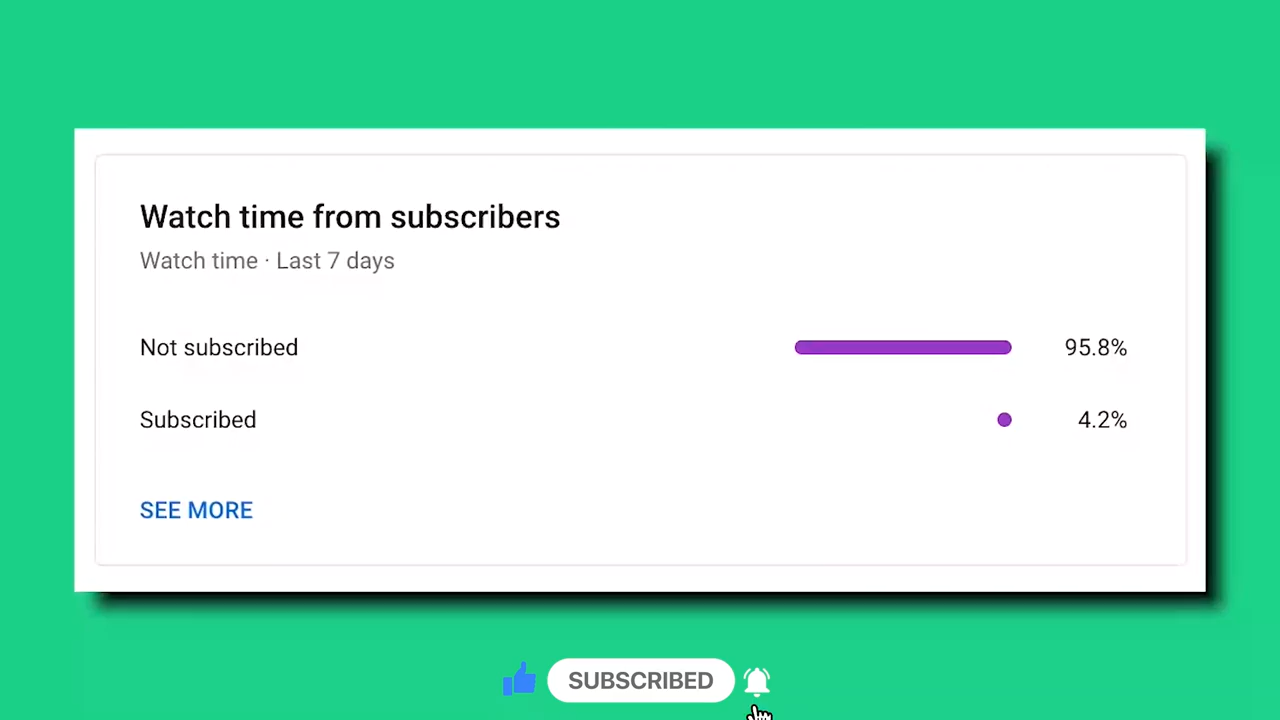 Watch time from subscribers
Watch time · Last 7 days
Not subscribed 95.8%
Subscribed 4.2%
SEE MORE
SUBSCRIBED